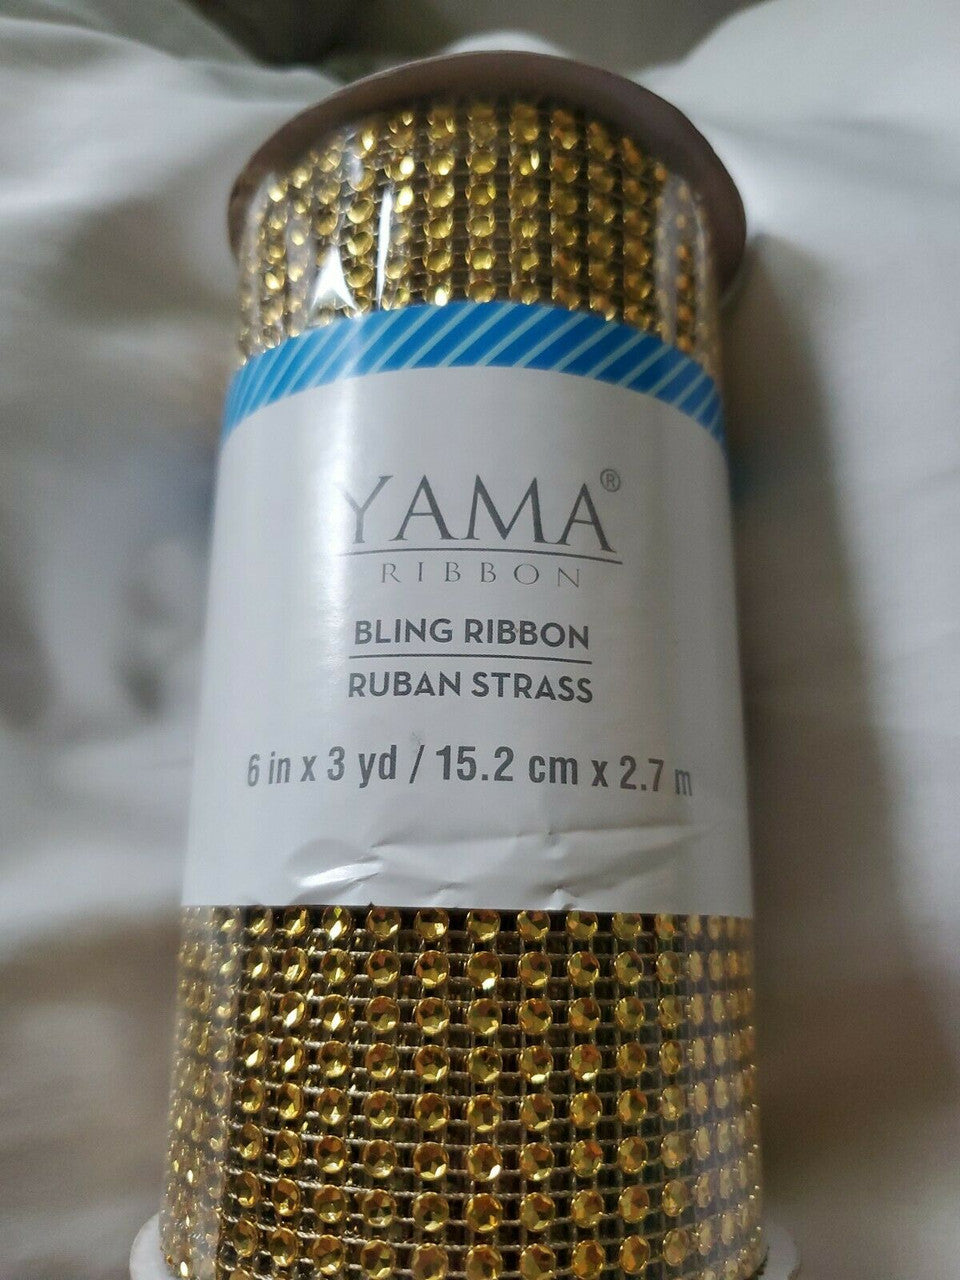 YAMA®
RIBBON
BLING RIBBON
RUBAN STRASS
6 in x 3 yd / 15.2 cm x 2.7 m